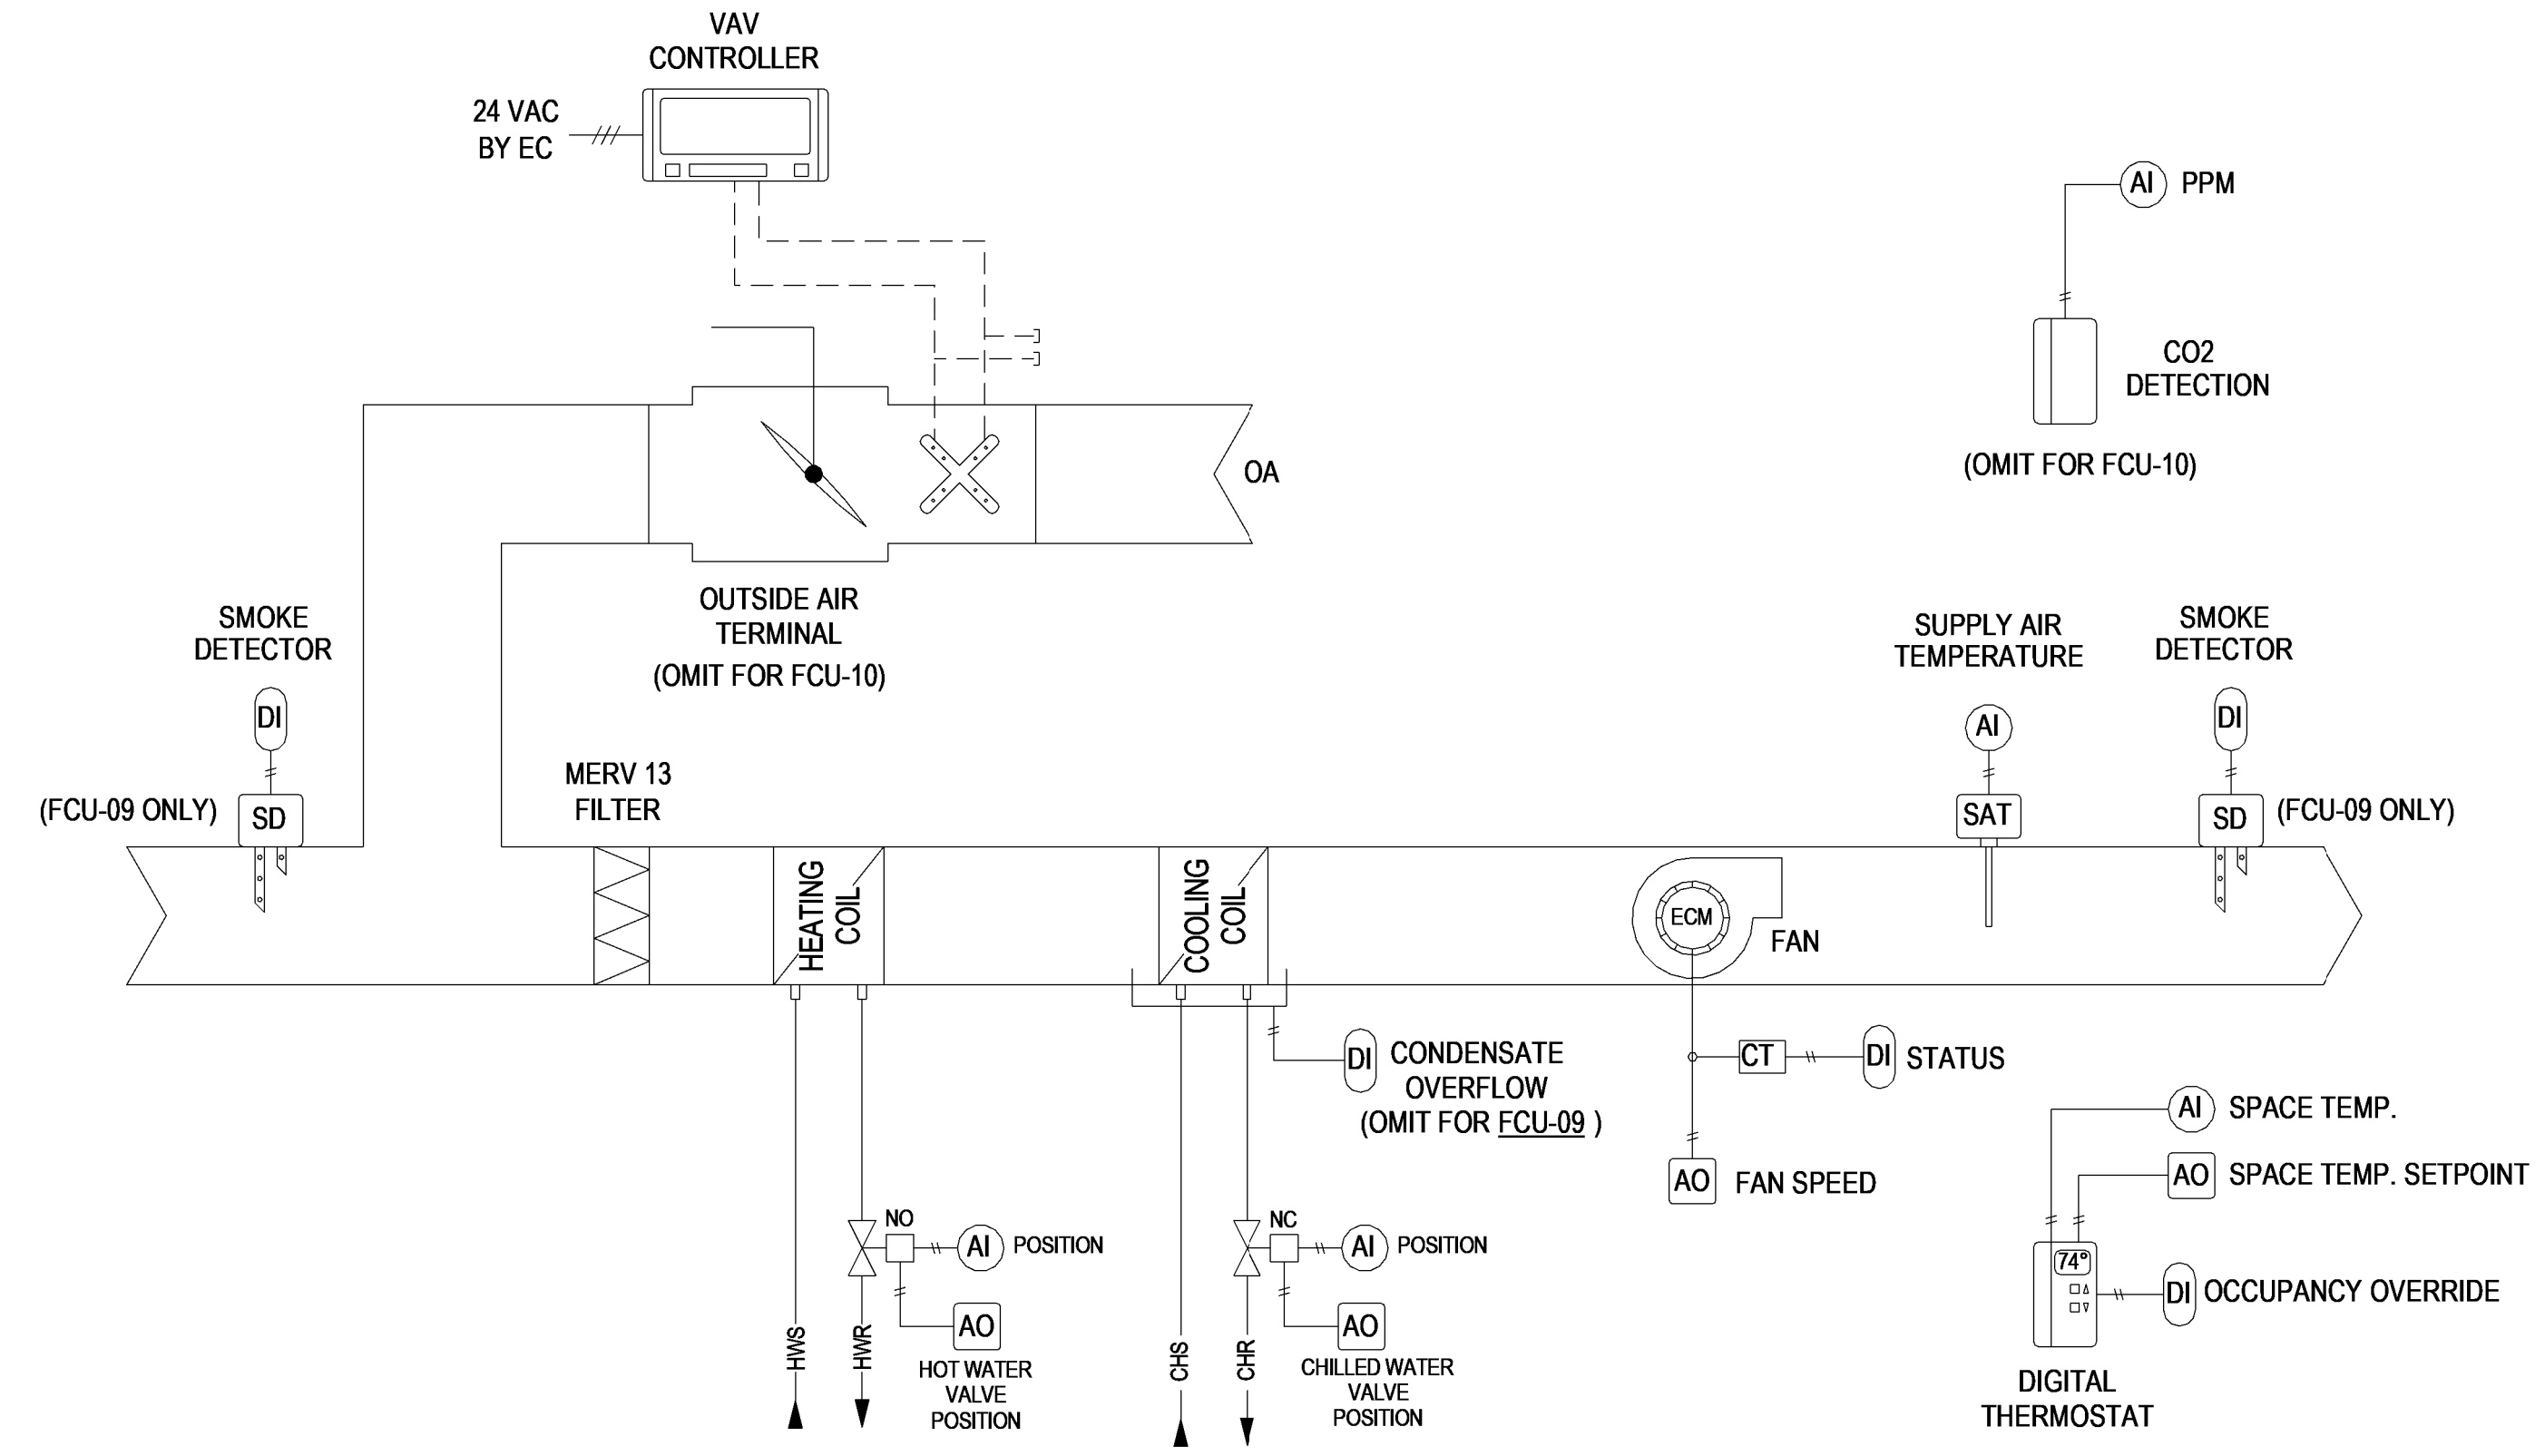 VAV
CONTROLLER
24 VAC
BY EC
AI
PPM
CO2
DETECTION
(OMIT FOR FCU-10)
OA
OUTSIDE AIR
TERMINAL
(OMIT FOR FCU-10)
SMOKE
DETECTOR
DI
(FCU-09 ONLY)
SD
MERV 13
FILTER
SUPPLY AIR
TEMPERATURE
AI
SAT
SMOKE
DETECTOR
DI
SD
(FCU-09 ONLY)
HEATING
COIL
COOLING
COIL
ECM
FAN
DI
CONDENSATE
OVERFLOW
(OMIT FOR FCU-09 )
CT
DI
STATUS
AO
FAN SPEED
AI
SPACE TEMP.
AO
SPACE TEMP. SETPOINT
74°
DI
OCCUPANCY OVERRIDE
DIGITAL
THERMOSTAT
NO
AI
POSITION
AO
HOT WATER
VALVE
POSITION
HWS
HWR
NC
AI
POSITION
AO
CHILLED WATER
VALVE
POSITION
CHS
CHR